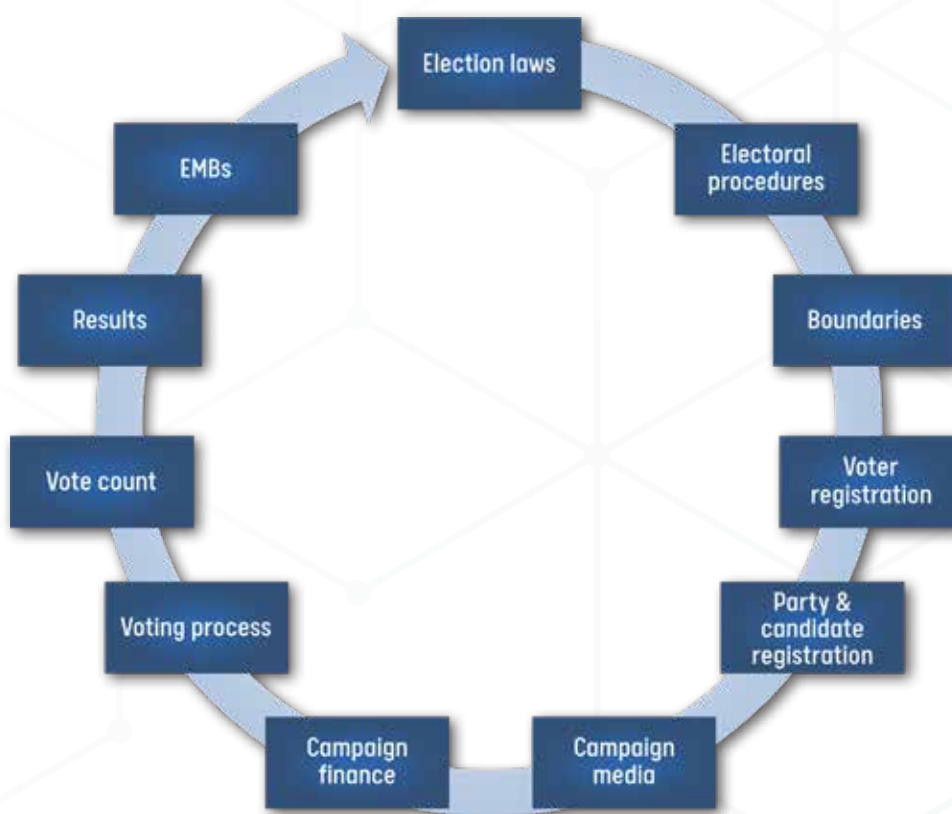 Election laws
Electoral
procedures
Boundaries
Voter
registration
Party &
candidate
registration
Campaign
media
Campaign
finance
Voting process
Vote count
Results
EMBs